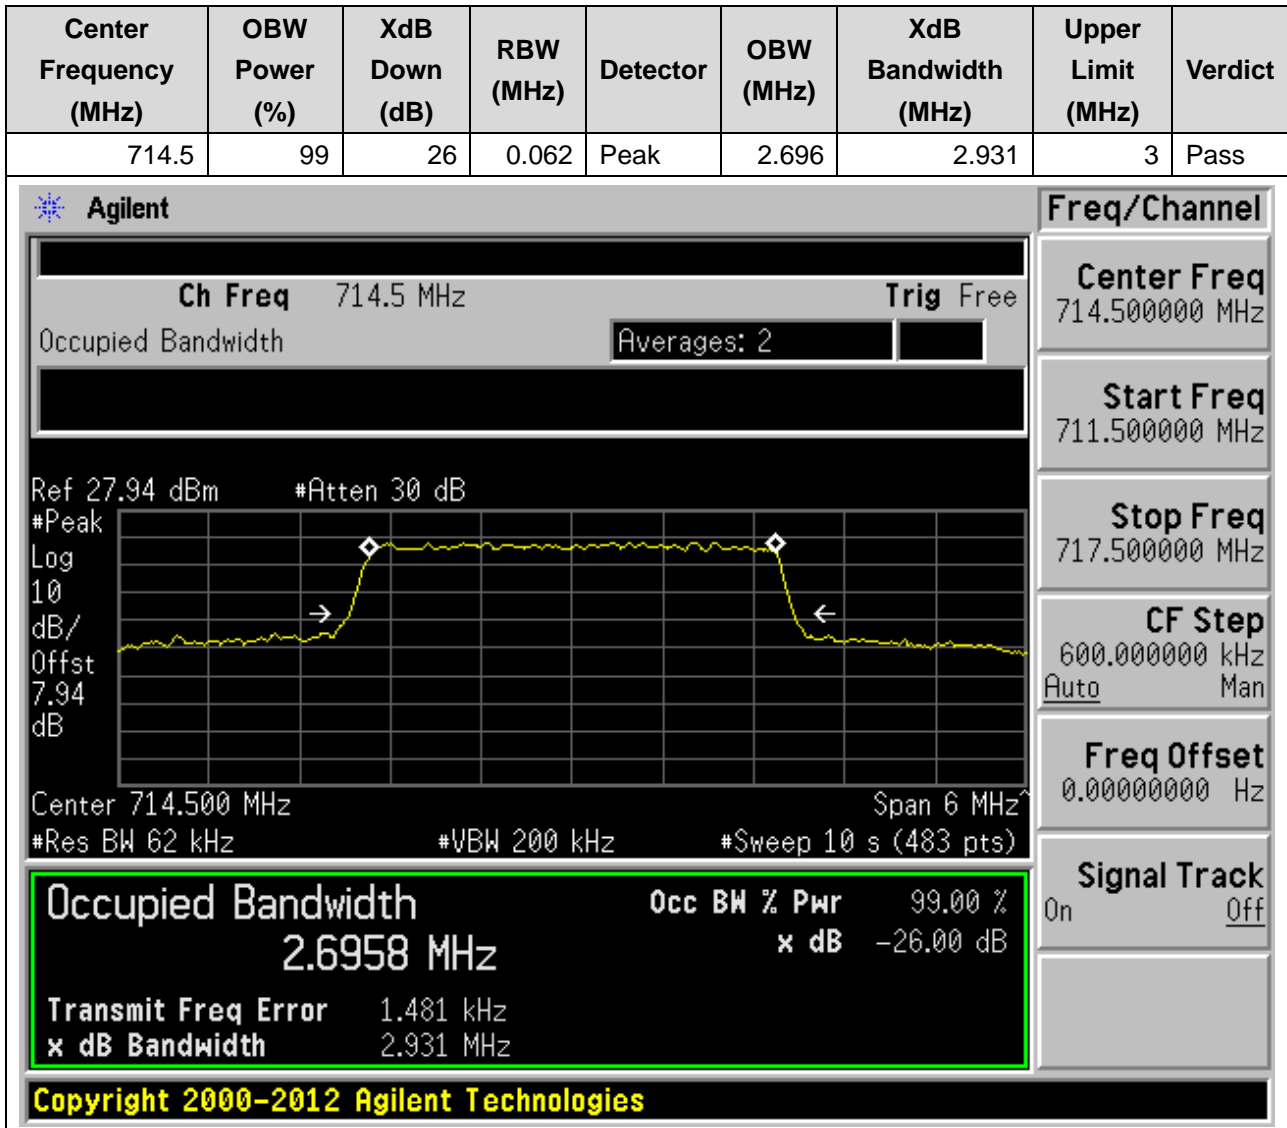 Center Frequency (MHz) OBW Power (%) XdB Down (dB) RBW (MHz) Detector OBW (MHz) XdB Bandwidth (MHz) Upper Limit (MHz) Verdict
714.5 99 26 0.062 Peak 2.696 2.931 3 Pass
Agilent
Freq/Channel
Ch Freq 714.5 MHz Trig Free
Occupied Bandwidth Averages: 2
Center Freq
714.500000 MHz
Start Freq
711.500000 MHz
Stop Freq
717.500000 MHz
CF Step
600.000000 kHz
Auto Man
Freq Offset
0.00000000 Hz
Signal Track
On Off
Ref 27.94 dBm #Atten 30 dB
#Peak
Log
10
dB/
Offst
7.94
dB
Center 714.500 MHz Span 6 MHz^
#Res BW 62 kHz #VBW 200 kHz #Sweep 10 s (483 pts)
Occupied Bandwidth Occ BW % Pwr 99.00 %
2.6958 MHz x dB -26.00 dB
Transmit Freq Error 1.481 kHz
x dB Bandwidth 2.931 MHz
Copyright 2000-2012 Agilent Technologies